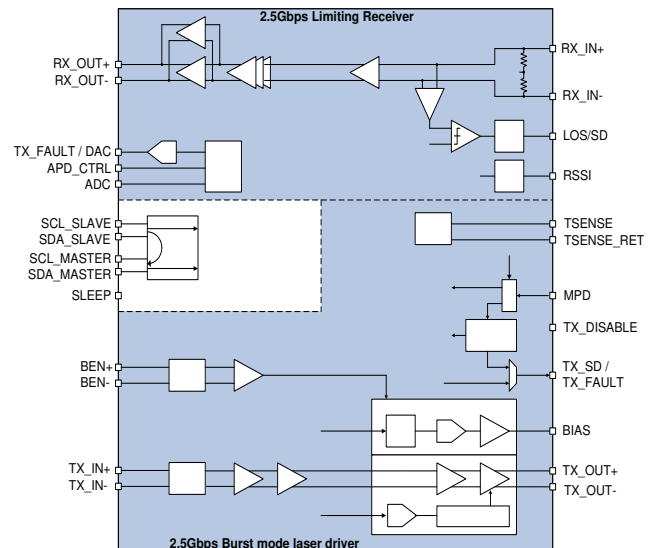 2.5Gbps Limiting Receiver
RX_OUT+
RX_OUT-
RX_IN+
RX_IN-
LOS/SD
RSSI
TX_FAULT / DAC
APD_CTRL
ADC
SCL_SLAVE
SDA_SLAVE
SCL_MASTER
SDA_MASTER
SLEEP
TSENSE
TSENSE_RET
MPD
TX_DISABLE
TX_SD /
TX_FAULT
BEN+
BEN-
BIAS
TX_IN+
TX_IN-
TX_OUT+
TX_OUT-
2.5Gbps Burst mode laser driver